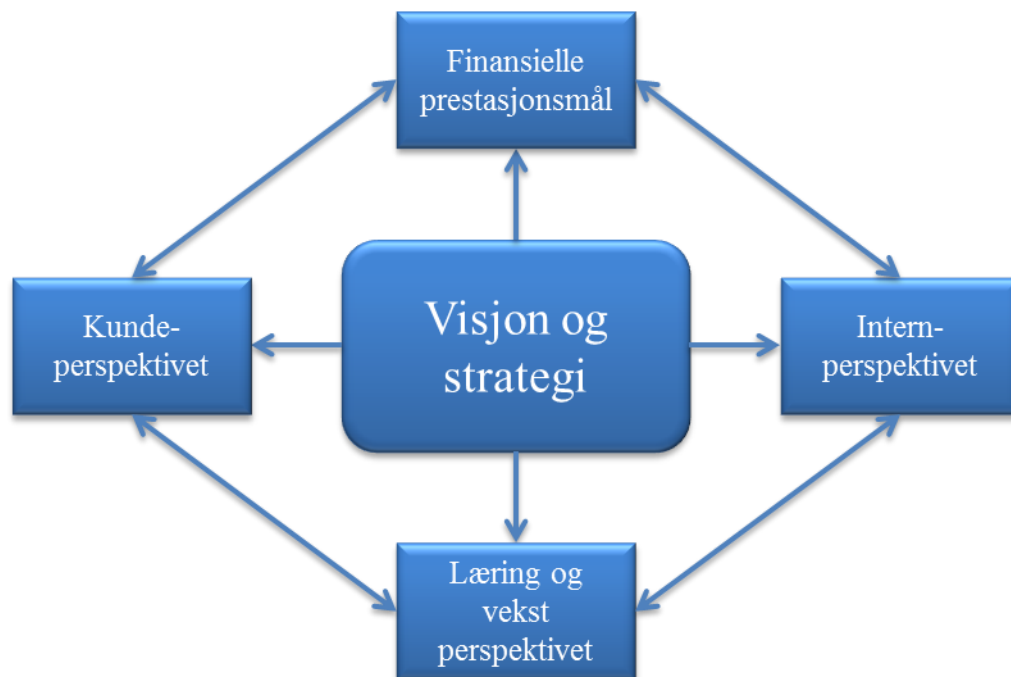 Finansielle
prestasjonsmål
Kunde-
perspektivet
Visjon og
strategi
Intern-
perspektivet
Læring og
vekst
perspektivet